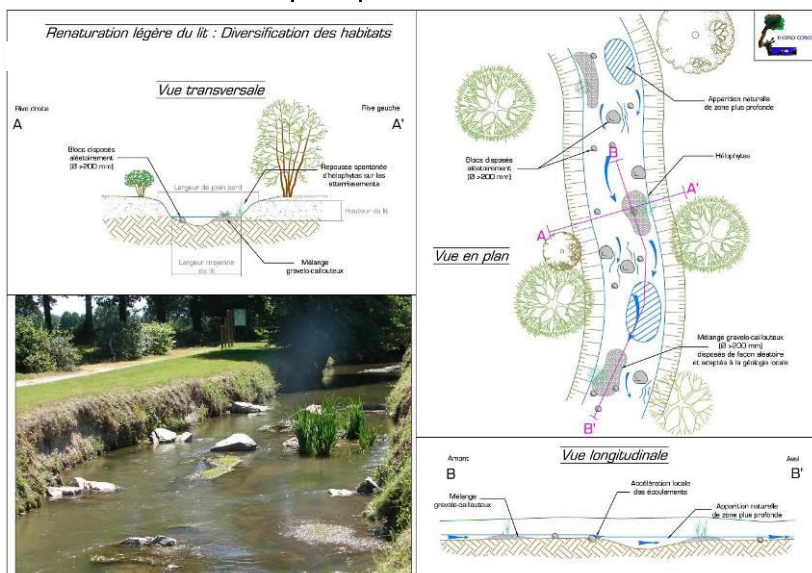 Renaturation légère du lit : Diversification des habitats
Vue transversale
Rive droite
Rive gauche
A
A'
Blocs disposés
aléatoirement
(Ø >200 mm)
Largeur de plein bord
Repousse spontanée
d'hélophytes sur les
atterrissements
Hauteur du lit
Largeur moyenne
du lit
Mélange
gravelo-caillouteux
HYDRO CONCEPT
Apparition naturelle
de zone plus profonde
Blocs disposés
aléatoirement
(Ø >200 mm)
B
Hélophytes
A'
A
Vue en plan
Mélange gravelo-caillouteux
(Ø >200 mm)
disposés de façon aléatoire
et adaptés à la géologie locale
B'
Vue longitudinale
Amont
Aval
B
B'
Mélange
gravelo-caillouteux
Accélération locale
des écoulements
Apparition naturelle
de zone plus profonde